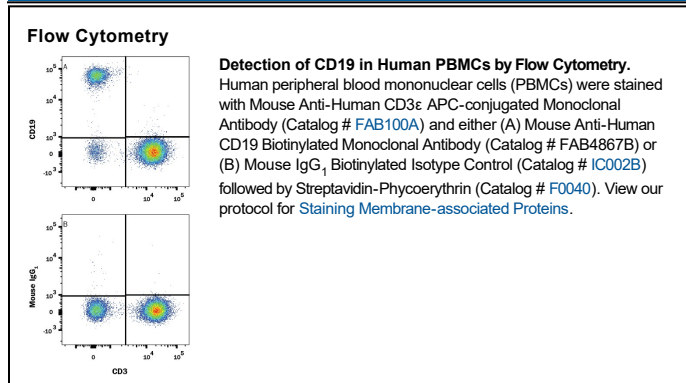 Flow Cytometry
Detection of CD19 in Human PBMCs by Flow Cytometry.
Human peripheral blood mononuclear cells (PBMCs) were stained
with Mouse Anti-Human CD3ε APC-conjugated Monoclonal
Antibody (Catalog # FAB100A) and either (A) Mouse Anti-Human
CD19 Biotinylated Monoclonal Antibody (Catalog # FAB4867B) or
(B) Mouse IgG₁ Biotinylated Isotype Control (Catalog # IC002B)
followed by Streptavidin-Phycoerythrin (Catalog # F0040). View our
protocol for Staining Membrane-associated Proteins.
A
CD19
10⁵
10⁴
10³
0
-10³
0
10⁴
10⁵
B
Mouse IgG₁
10⁵
10⁴
10³
0
-10³
0
10⁴
10⁵
CD3